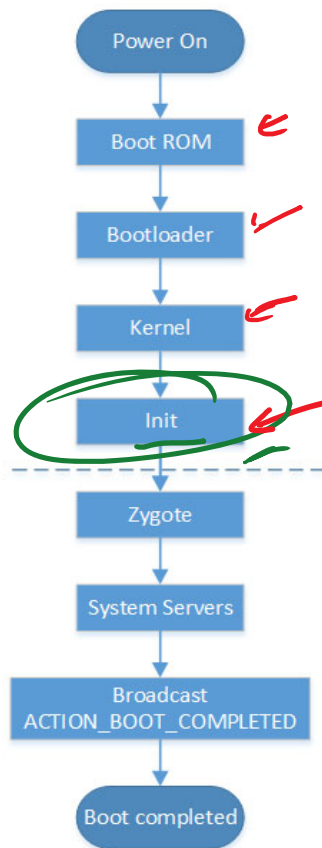 Power On
Boot ROM
Bootloader
Kernel
Init
Zygote
System Servers
Broadcast
ACTION_BOOT_COMPLETED
Boot completed